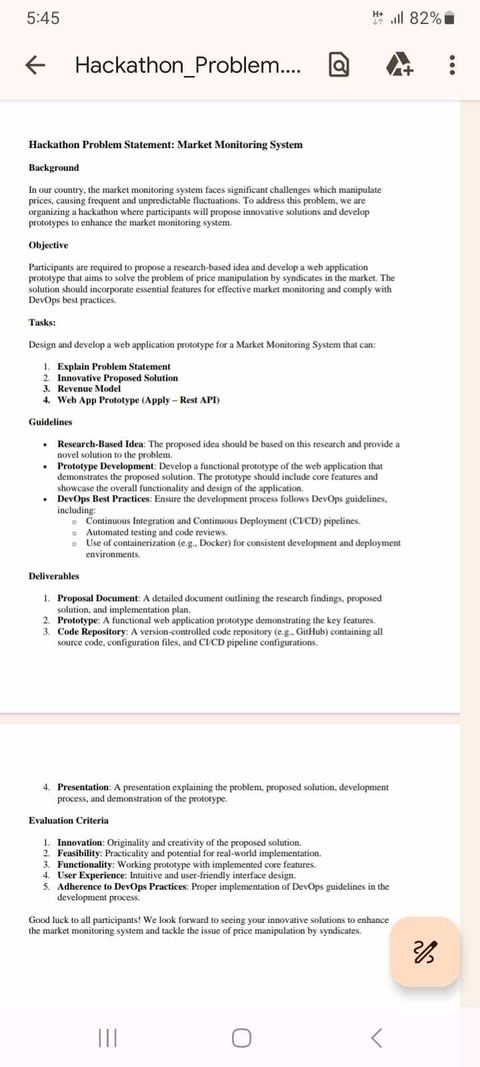 5:45
H+ 82%
Hackathon_Problem....
Hackathon Problem Statement: Market Monitoring System
Background
In our country, the market monitoring system faces significant challenges which manipulate
prices, causing frequent and unpredictable fluctuations. To address this problem, we are
organizing a hackathon where participants will propose innovative solutions and develop
prototypes to enhance the market monitoring system.
Objective
Participants are required to propose a research-based idea and develop a web application
prototype that aims to solve the problem of price manipulation by syndicates in the market. The
solution should incorporate essential features for effective market monitoring and comply with
DevOps best practices.
Tasks:
Design and develop a web application prototype for a Market Monitoring System that can:
1. Explain Problem Statement
2. Innovative Proposed Solution
3. Revenue Model
4. Web App Prototype (Apply – Rest API)
Guidelines
• Research-Based Idea: The proposed idea should be based on this research and provide a
novel solution to the problem.
• Prototype Development: Develop a functional prototype of the web application that
demonstrates the proposed solution. The prototype should include core features and
showcase the overall functionality and design of the application.
• DevOps Best Practices: Ensure the development process follows DevOps guidelines,
including:
o Continuous Integration and Continuous Deployment (CI/CD) pipelines.
o Automated testing and code reviews.
o Use of containerization (e.g., Docker) for consistent development and deployment
environments.
Deliverables
1. Proposal Document: A detailed document outlining the research findings, proposed
solution, and implementation plan.
2. Prototype: A functional web application prototype demonstrating the key features.
3. Code Repository: A version-controlled code repository (e.g., GitHub) containing all
source code, configuration files, and CI/CD pipeline configurations.
4. Presentation: A presentation explaining the problem, proposed solution, development
process, and demonstration of the prototype.
Evaluation Criteria
1. Innovation: Originality and creativity of the proposed solution.
2. Feasibility: Practicality and potential for real-world implementation.
3. Functionality: Working prototype with implemented core features.
4. User Experience: Intuitive and user-friendly interface design.
5. Adherence to DevOps Practices: Proper implementation of DevOps guidelines in the
development process.
Good luck to all participants! We look forward to seeing your innovative solutions to enhance
the market monitoring system and tackle the issue of price manipulation by syndicates.